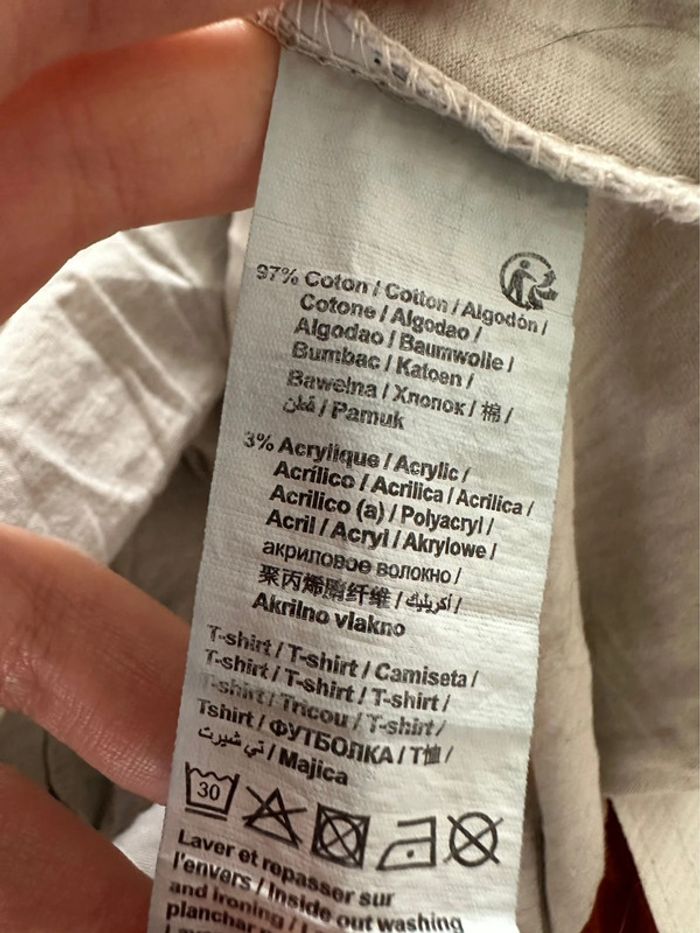 97% Coton / Cotton / Algodón /
Cotone / Algodao /
Algodao / Baumwolle /
Bumbac / Katoen /
Bawełna / Хлопок / 棉 /
قطن / Pamuk
3% Acrylique / Acrylic /
Acrílico / Acrilica / Acrilica /
Acrilico (a) / Polyacryl /
Acril / Acryl / Akrylowe /
акриловое волокно /
聚丙烯腈纤维 / أكريليك /
Akrilno vlakno
T-shirt / T-shirt / Camiseta /
T-shirt / T-shirt / T-shirt /
T-shirt / Tricou / T-shirt /
Tshirt / ФУТБОЛКА / T恤 /
تي شيرت / Majica
30
Laver et repasser sur
l'envers / Inside out washing
and ironing /
planchar